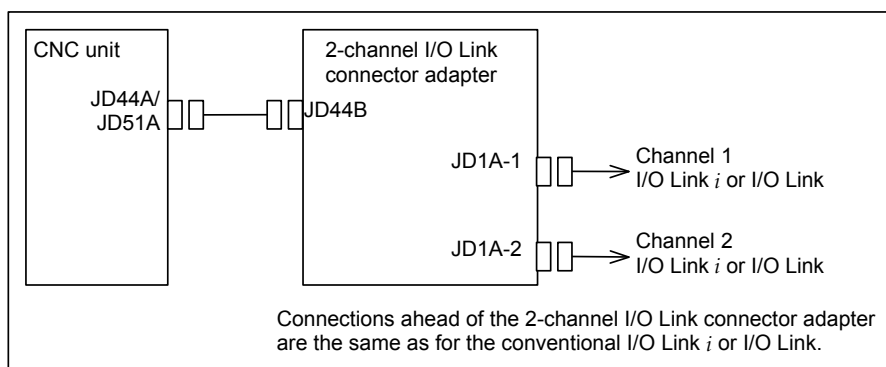 CNC unit
JD44A/
JD51A
2-channel I/O Link
connector adapter
JD44B
JD1A-1
Channel 1
I/O Link i or I/O Link
JD1A-2
Channel 2
I/O Link i or I/O Link
Connections ahead of the 2-channel I/O Link connector adapter
are the same as for the conventional I/O Link i or I/O Link.